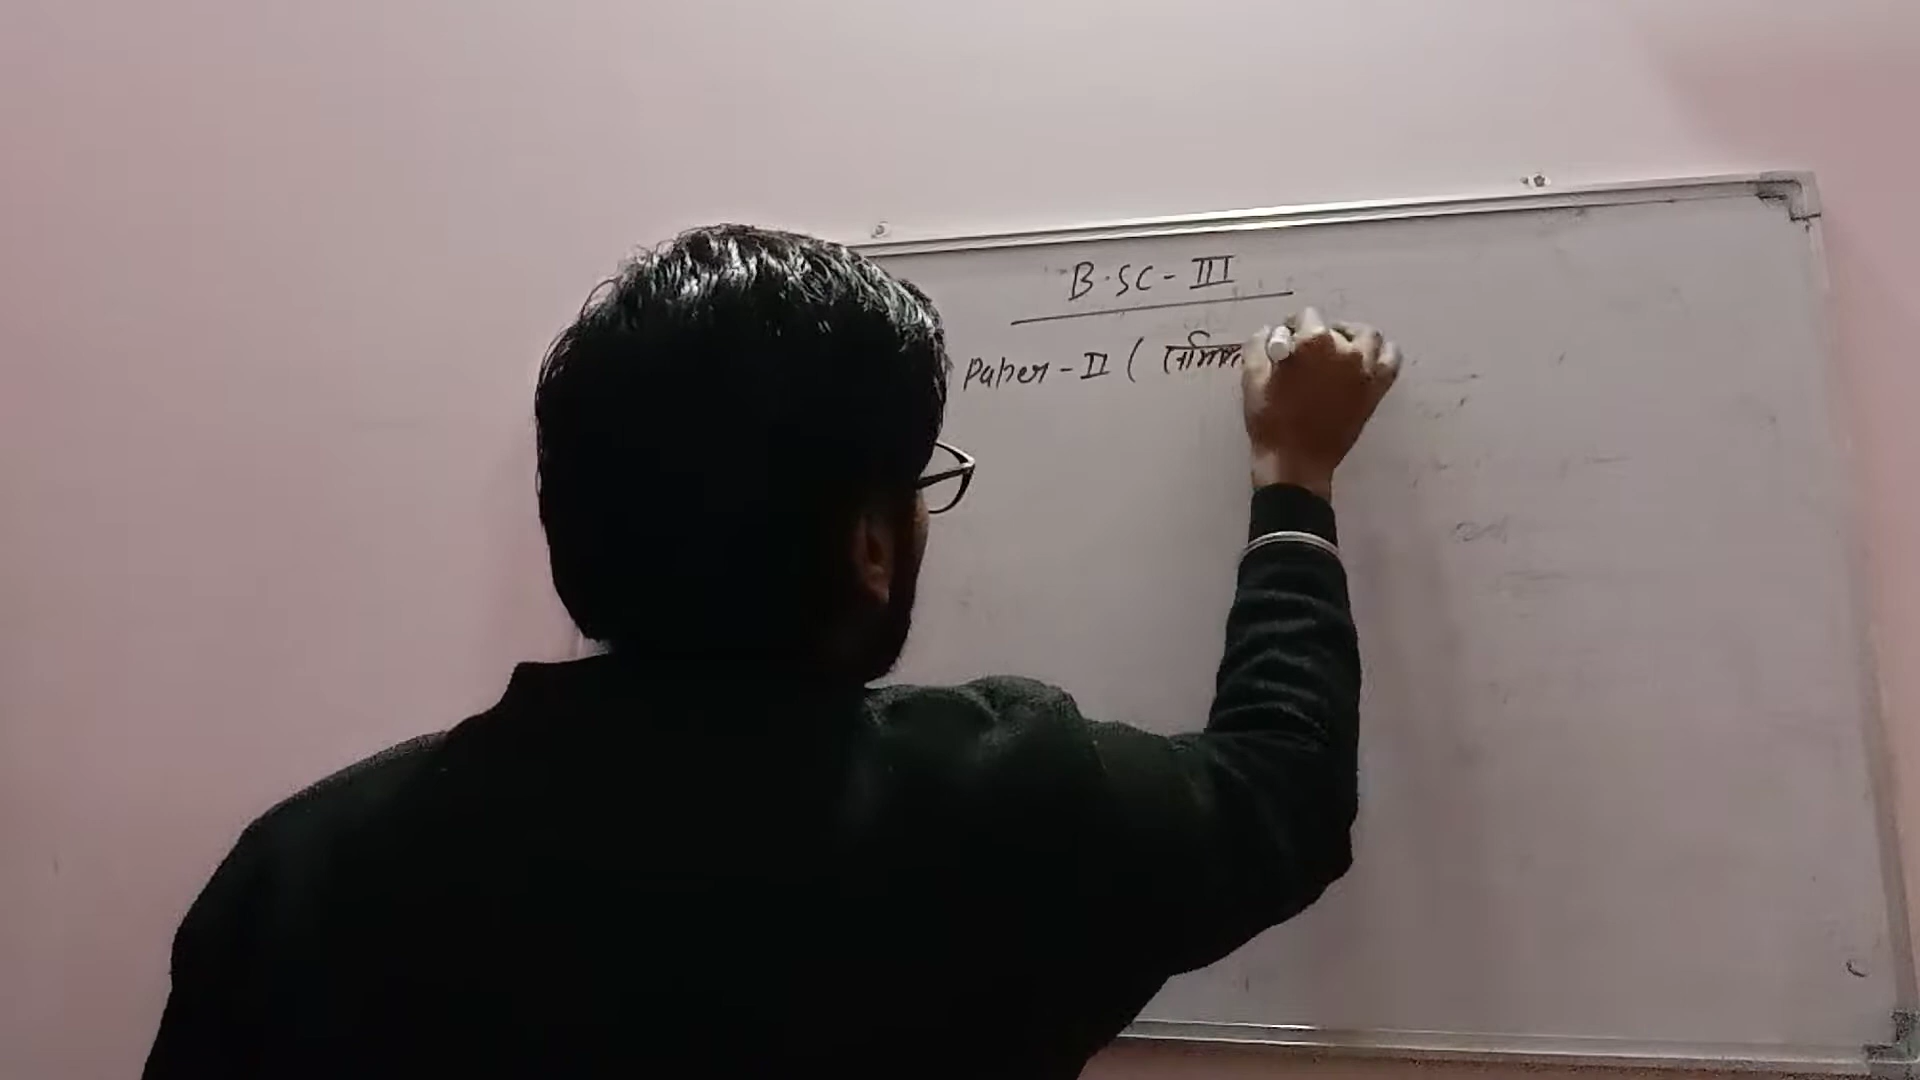 B.SC - III
Paper - II (